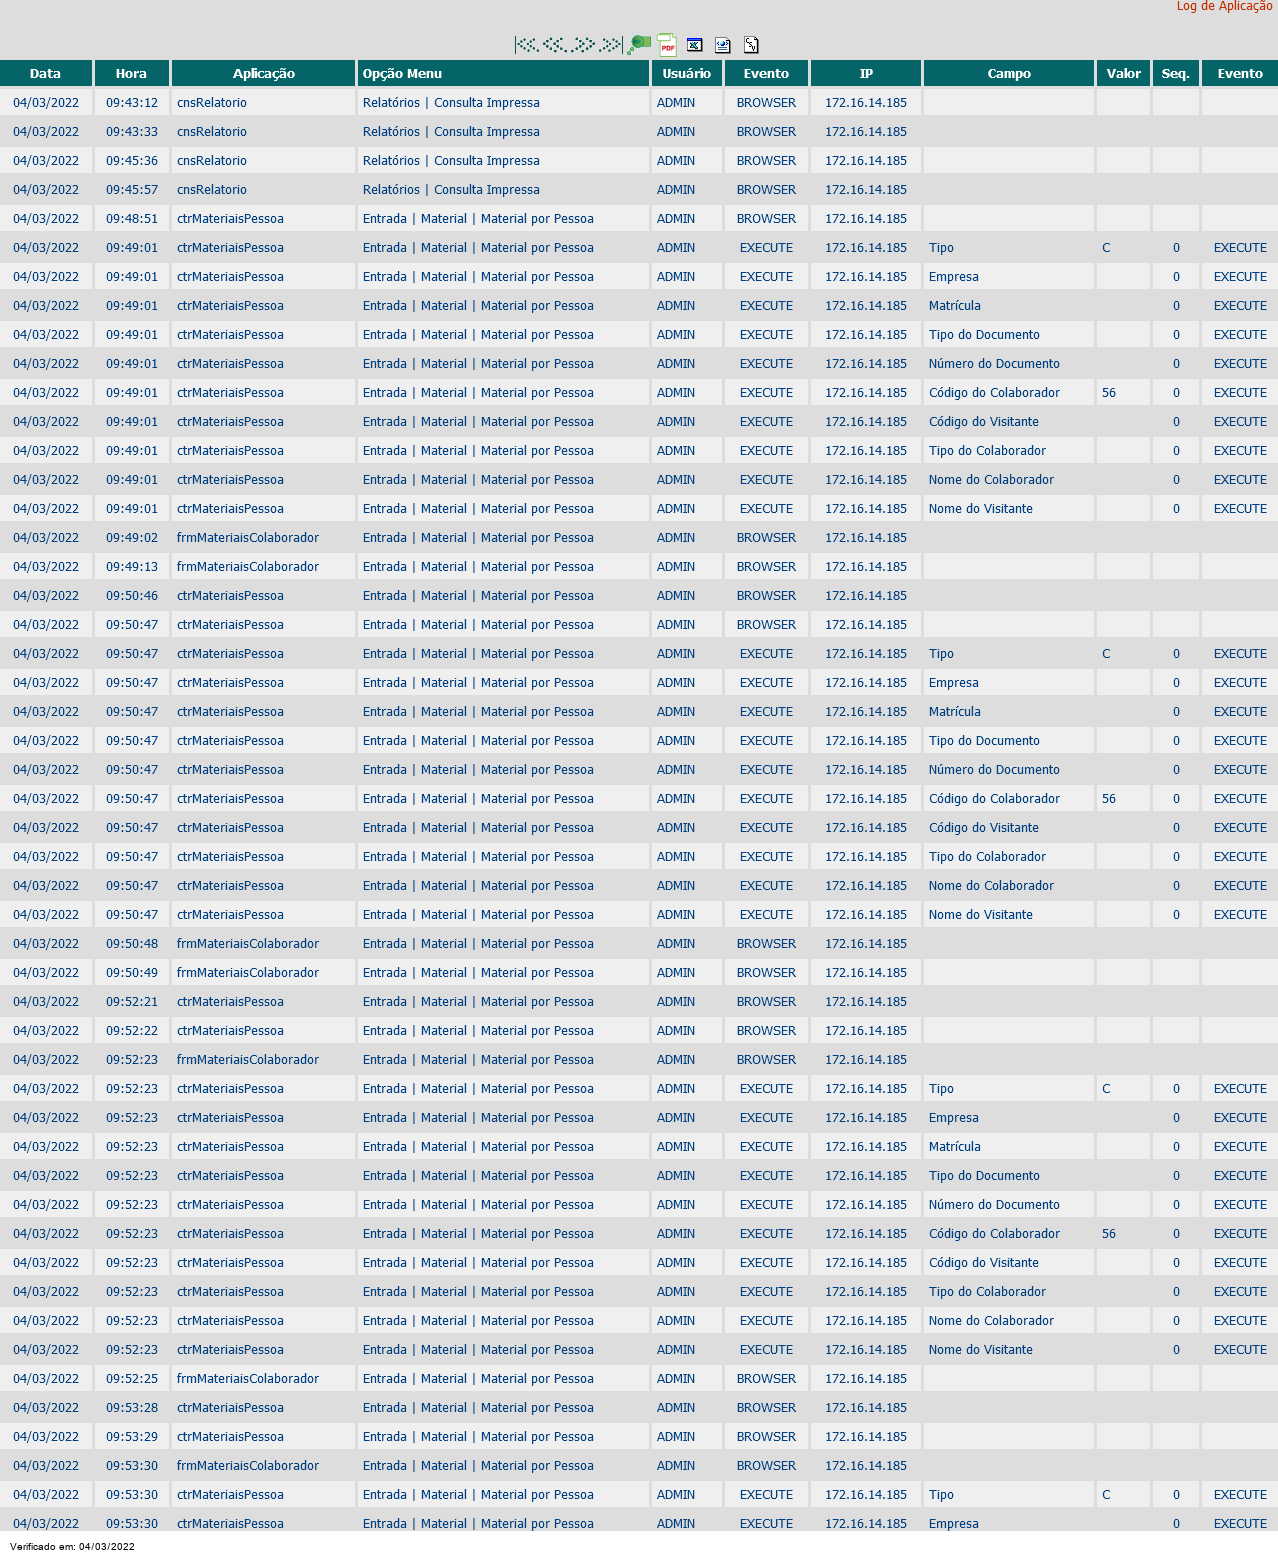 Log de Aplicação
PDF
Data Hora Aplicação Opção Menu Usuário Evento IP Campo Valor Seq. Evento
04/03/2022 09:43:12 cnsRelatorio Relatórios | Consulta Impressa ADMIN BROWSER 172.16.14.185
04/03/2022 09:43:33 cnsRelatorio Relatórios | Consulta Impressa ADMIN BROWSER 172.16.14.185
04/03/2022 09:45:36 cnsRelatorio Relatórios | Consulta Impressa ADMIN BROWSER 172.16.14.185
04/03/2022 09:45:57 cnsRelatorio Relatórios | Consulta Impressa ADMIN BROWSER 172.16.14.185
04/03/2022 09:48:51 ctrMateriaisPessoa Entrada | Material | Material por Pessoa ADMIN BROWSER 172.16.14.185
04/03/2022 09:49:01 ctrMateriaisPessoa Entrada | Material | Material por Pessoa ADMIN EXECUTE 172.16.14.185 Tipo C 0 EXECUTE
04/03/2022 09:49:01 ctrMateriaisPessoa Entrada | Material | Material por Pessoa ADMIN EXECUTE 172.16.14.185 Empresa 0 EXECUTE
04/03/2022 09:49:01 ctrMateriaisPessoa Entrada | Material | Material por Pessoa ADMIN EXECUTE 172.16.14.185 Matrícula 0 EXECUTE
04/03/2022 09:49:01 ctrMateriaisPessoa Entrada | Material | Material por Pessoa ADMIN EXECUTE 172.16.14.185 Tipo do Documento 0 EXECUTE
04/03/2022 09:49:01 ctrMateriaisPessoa Entrada | Material | Material por Pessoa ADMIN EXECUTE 172.16.14.185 Número do Documento 0 EXECUTE
04/03/2022 09:49:01 ctrMateriaisPessoa Entrada | Material | Material por Pessoa ADMIN EXECUTE 172.16.14.185 Código do Colaborador 56 0 EXECUTE
04/03/2022 09:49:01 ctrMateriaisPessoa Entrada | Material | Material por Pessoa ADMIN EXECUTE 172.16.14.185 Código do Visitante 0 EXECUTE
04/03/2022 09:49:01 ctrMateriaisPessoa Entrada | Material | Material por Pessoa ADMIN EXECUTE 172.16.14.185 Tipo do Colaborador 0 EXECUTE
04/03/2022 09:49:01 ctrMateriaisPessoa Entrada | Material | Material por Pessoa ADMIN EXECUTE 172.16.14.185 Nome do Colaborador 0 EXECUTE
04/03/2022 09:49:01 ctrMateriaisPessoa Entrada | Material | Material por Pessoa ADMIN EXECUTE 172.16.14.185 Nome do Visitante 0 EXECUTE
04/03/2022 09:49:02 frmMateriaisColaborador Entrada | Material | Material por Pessoa ADMIN BROWSER 172.16.14.185
04/03/2022 09:49:13 frmMateriaisColaborador Entrada | Material | Material por Pessoa ADMIN BROWSER 172.16.14.185
04/03/2022 09:50:46 ctrMateriaisPessoa Entrada | Material | Material por Pessoa ADMIN BROWSER 172.16.14.185
04/03/2022 09:50:47 ctrMateriaisPessoa Entrada | Material | Material por Pessoa ADMIN BROWSER 172.16.14.185
04/03/2022 09:50:47 ctrMateriaisPessoa Entrada | Material | Material por Pessoa ADMIN EXECUTE 172.16.14.185 Tipo C 0 EXECUTE
04/03/2022 09:50:47 ctrMateriaisPessoa Entrada | Material | Material por Pessoa ADMIN EXECUTE 172.16.14.185 Empresa 0 EXECUTE
04/03/2022 09:50:47 ctrMateriaisPessoa Entrada | Material | Material por Pessoa ADMIN EXECUTE 172.16.14.185 Matrícula 0 EXECUTE
04/03/2022 09:50:47 ctrMateriaisPessoa Entrada | Material | Material por Pessoa ADMIN EXECUTE 172.16.14.185 Tipo do Documento 0 EXECUTE
04/03/2022 09:50:47 ctrMateriaisPessoa Entrada | Material | Material por Pessoa ADMIN EXECUTE 172.16.14.185 Número do Documento 0 EXECUTE
04/03/2022 09:50:47 ctrMateriaisPessoa Entrada | Material | Material por Pessoa ADMIN EXECUTE 172.16.14.185 Código do Colaborador 56 0 EXECUTE
04/03/2022 09:50:47 ctrMateriaisPessoa Entrada | Material | Material por Pessoa ADMIN EXECUTE 172.16.14.185 Código do Visitante 0 EXECUTE
04/03/2022 09:50:47 ctrMateriaisPessoa Entrada | Material | Material por Pessoa ADMIN EXECUTE 172.16.14.185 Tipo do Colaborador 0 EXECUTE
04/03/2022 09:50:47 ctrMateriaisPessoa Entrada | Material | Material por Pessoa ADMIN EXECUTE 172.16.14.185 Nome do Colaborador 0 EXECUTE
04/03/2022 09:50:47 ctrMateriaisPessoa Entrada | Material | Material por Pessoa ADMIN EXECUTE 172.16.14.185 Nome do Visitante 0 EXECUTE
04/03/2022 09:50:48 frmMateriaisColaborador Entrada | Material | Material por Pessoa ADMIN BROWSER 172.16.14.185
04/03/2022 09:50:49 frmMateriaisColaborador Entrada | Material | Material por Pessoa ADMIN BROWSER 172.16.14.185
04/03/2022 09:52:21 ctrMateriaisPessoa Entrada | Material | Material por Pessoa ADMIN BROWSER 172.16.14.185
04/03/2022 09:52:22 ctrMateriaisPessoa Entrada | Material | Material por Pessoa ADMIN BROWSER 172.16.14.185
04/03/2022 09:52:23 frmMateriaisColaborador Entrada | Material | Material por Pessoa ADMIN BROWSER 172.16.14.185
04/03/2022 09:52:23 ctrMateriaisPessoa Entrada | Material | Material por Pessoa ADMIN EXECUTE 172.16.14.185 Tipo C 0 EXECUTE
04/03/2022 09:52:23 ctrMateriaisPessoa Entrada | Material | Material por Pessoa ADMIN EXECUTE 172.16.14.185 Empresa 0 EXECUTE
04/03/2022 09:52:23 ctrMateriaisPessoa Entrada | Material | Material por Pessoa ADMIN EXECUTE 172.16.14.185 Matrícula 0 EXECUTE
04/03/2022 09:52:23 ctrMateriaisPessoa Entrada | Material | Material por Pessoa ADMIN EXECUTE 172.16.14.185 Tipo do Documento 0 EXECUTE
04/03/2022 09:52:23 ctrMateriaisPessoa Entrada | Material | Material por Pessoa ADMIN EXECUTE 172.16.14.185 Número do Documento 0 EXECUTE
04/03/2022 09:52:23 ctrMateriaisPessoa Entrada | Material | Material por Pessoa ADMIN EXECUTE 172.16.14.185 Código do Colaborador 56 0 EXECUTE
04/03/2022 09:52:23 ctrMateriaisPessoa Entrada | Material | Material por Pessoa ADMIN EXECUTE 172.16.14.185 Código do Visitante 0 EXECUTE
04/03/2022 09:52:23 ctrMateriaisPessoa Entrada | Material | Material por Pessoa ADMIN EXECUTE 172.16.14.185 Tipo do Colaborador 0 EXECUTE
04/03/2022 09:52:23 ctrMateriaisPessoa Entrada | Material | Material por Pessoa ADMIN EXECUTE 172.16.14.185 Nome do Colaborador 0 EXECUTE
04/03/2022 09:52:23 ctrMateriaisPessoa Entrada | Material | Material por Pessoa ADMIN EXECUTE 172.16.14.185 Nome do Visitante 0 EXECUTE
04/03/2022 09:52:25 frmMateriaisColaborador Entrada | Material | Material por Pessoa ADMIN BROWSER 172.16.14.185
04/03/2022 09:53:28 ctrMateriaisPessoa Entrada | Material | Material por Pessoa ADMIN BROWSER 172.16.14.185
04/03/2022 09:53:29 ctrMateriaisPessoa Entrada | Material | Material por Pessoa ADMIN BROWSER 172.16.14.185
04/03/2022 09:53:30 frmMateriaisColaborador Entrada | Material | Material por Pessoa ADMIN BROWSER 172.16.14.185
04/03/2022 09:53:30 ctrMateriaisPessoa Entrada | Material | Material por Pessoa ADMIN EXECUTE 172.16.14.185 Tipo C 0 EXECUTE
04/03/2022 09:53:30 ctrMateriaisPessoa Entrada | Material | Material por Pessoa ADMIN EXECUTE 172.16.14.185 Empresa 0 EXECUTE
Verificado em: 04/03/2022